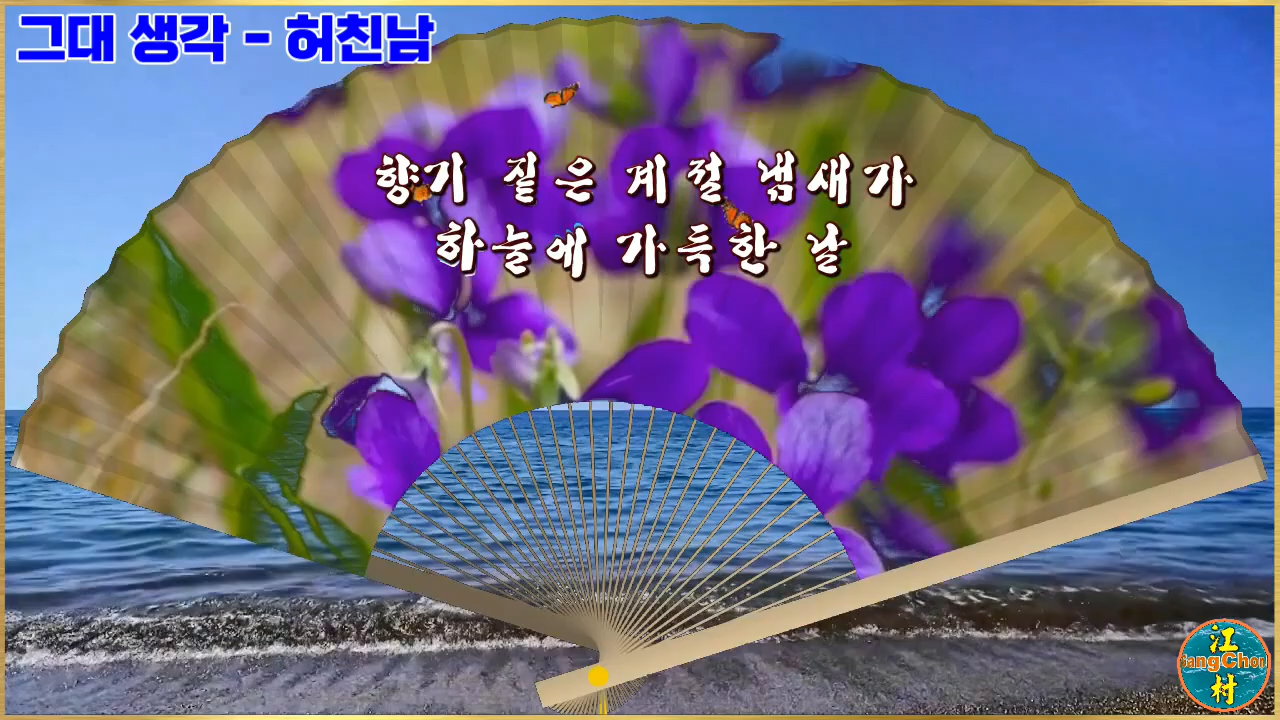 그대 생각 - 허친남
향기 짙은 계절 냄새가
하늘에 가득한 날
江
GangChon
村